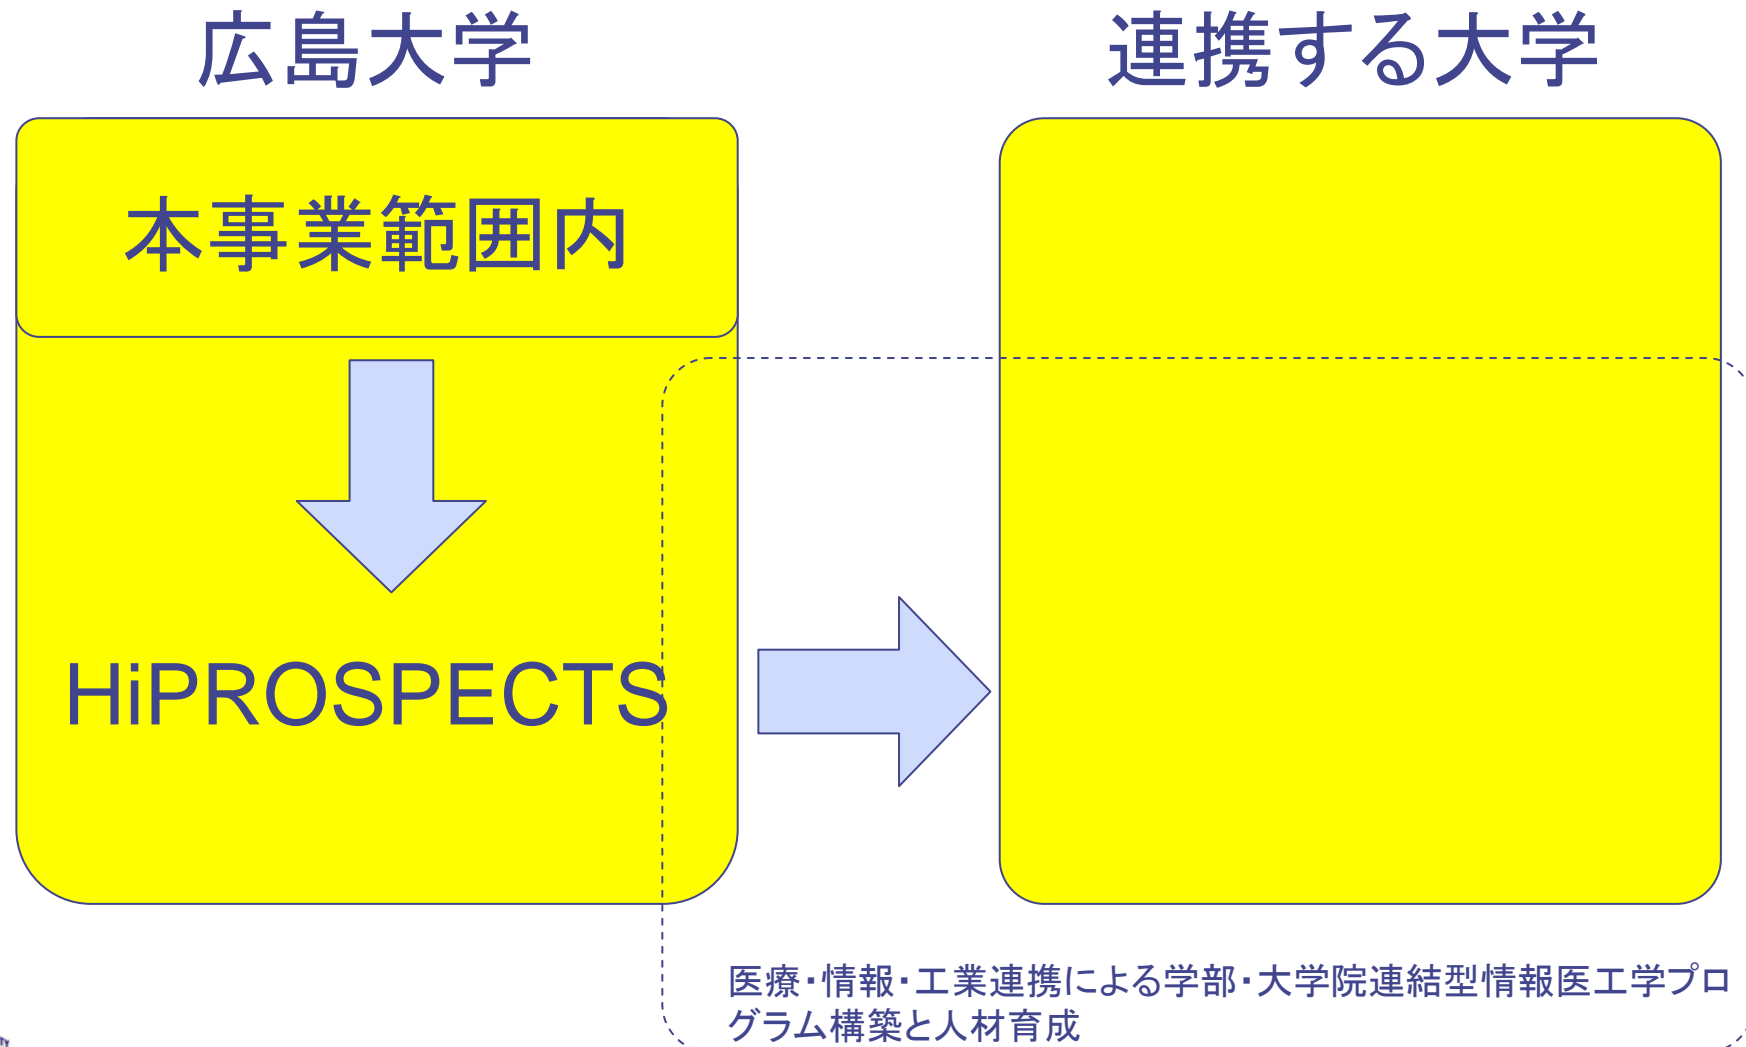 広島大学
連携する大学
本事業範囲内
HiPROSPECTS
医療・情報・工業連携による学部・大学院連結型情報医工学プロ
グラム構築と人材育成